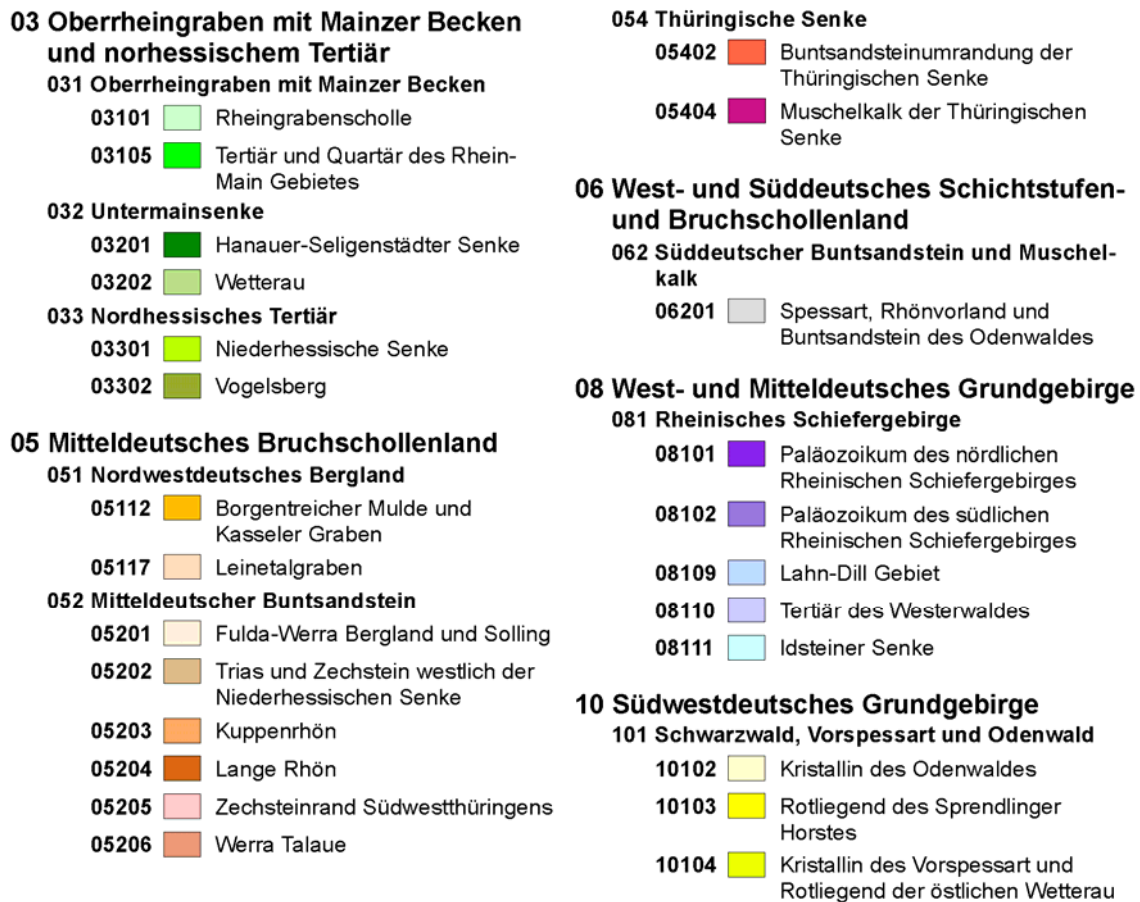 03 Oberrheingraben mit Mainzer Becken
und norhessischem Tertiär
031 Oberrheingraben mit Mainzer Becken
03101 Rheingrabenscholle
03105 Tertiär und Quartär des Rhein-
Main Gebietes
032 Untermainsenke
03201 Hanauer-Seligenstädter Senke
03202 Wetterau
033 Nordhessisches Tertiär
03301 Niederhessische Senke
03302 Vogelsberg
05 Mitteldeutsches Bruchschollenland
051 Nordwestdeutsches Bergland
05112 Borgentreicher Mulde und
Kasseler Graben
05117 Leinetalgraben
052 Mitteldeutscher Buntsandstein
05201 Fulda-Werra Bergland und Solling
05202 Trias und Zechstein westlich der
Niederhessischen Senke
05203 Kuppenrhön
05204 Lange Rhön
05205 Zechsteinrand Südwestthüringens
05206 Werra Talaue
054 Thüringische Senke
05402 Buntsandsteinumrandung der
Thüringischen Senke
05404 Muschelkalk der Thüringischen
Senke
06 West- und Süddeutsches Schichtstufen-
und Bruchschollenland
062 Süddeutscher Buntsandstein und Muschel-
kalk
06201 Spessart, Rhönvorland und
Buntsandstein des Odenwaldes
08 West- und Mitteldeutsches Grundgebirge
081 Rheinisches Schiefergebirge
08101 Paläozoikum des nördlichen
Rheinischen Schiefergebirges
08102 Paläozoikum des südlichen
Rheinischen Schiefergebirges
08109 Lahn-Dill Gebiet
08110 Tertiär des Westerwaldes
08111 Idsteiner Senke
10 Südwestdeutsches Grundgebirge
101 Schwarzwald, Vorspessart und Odenwald
10102 Kristallin des Odenwaldes
10103 Rotliegend des Sprendlinger
Horstes
10104 Kristallin des Vorspessart und
Rotliegend der östlichen Wetterau